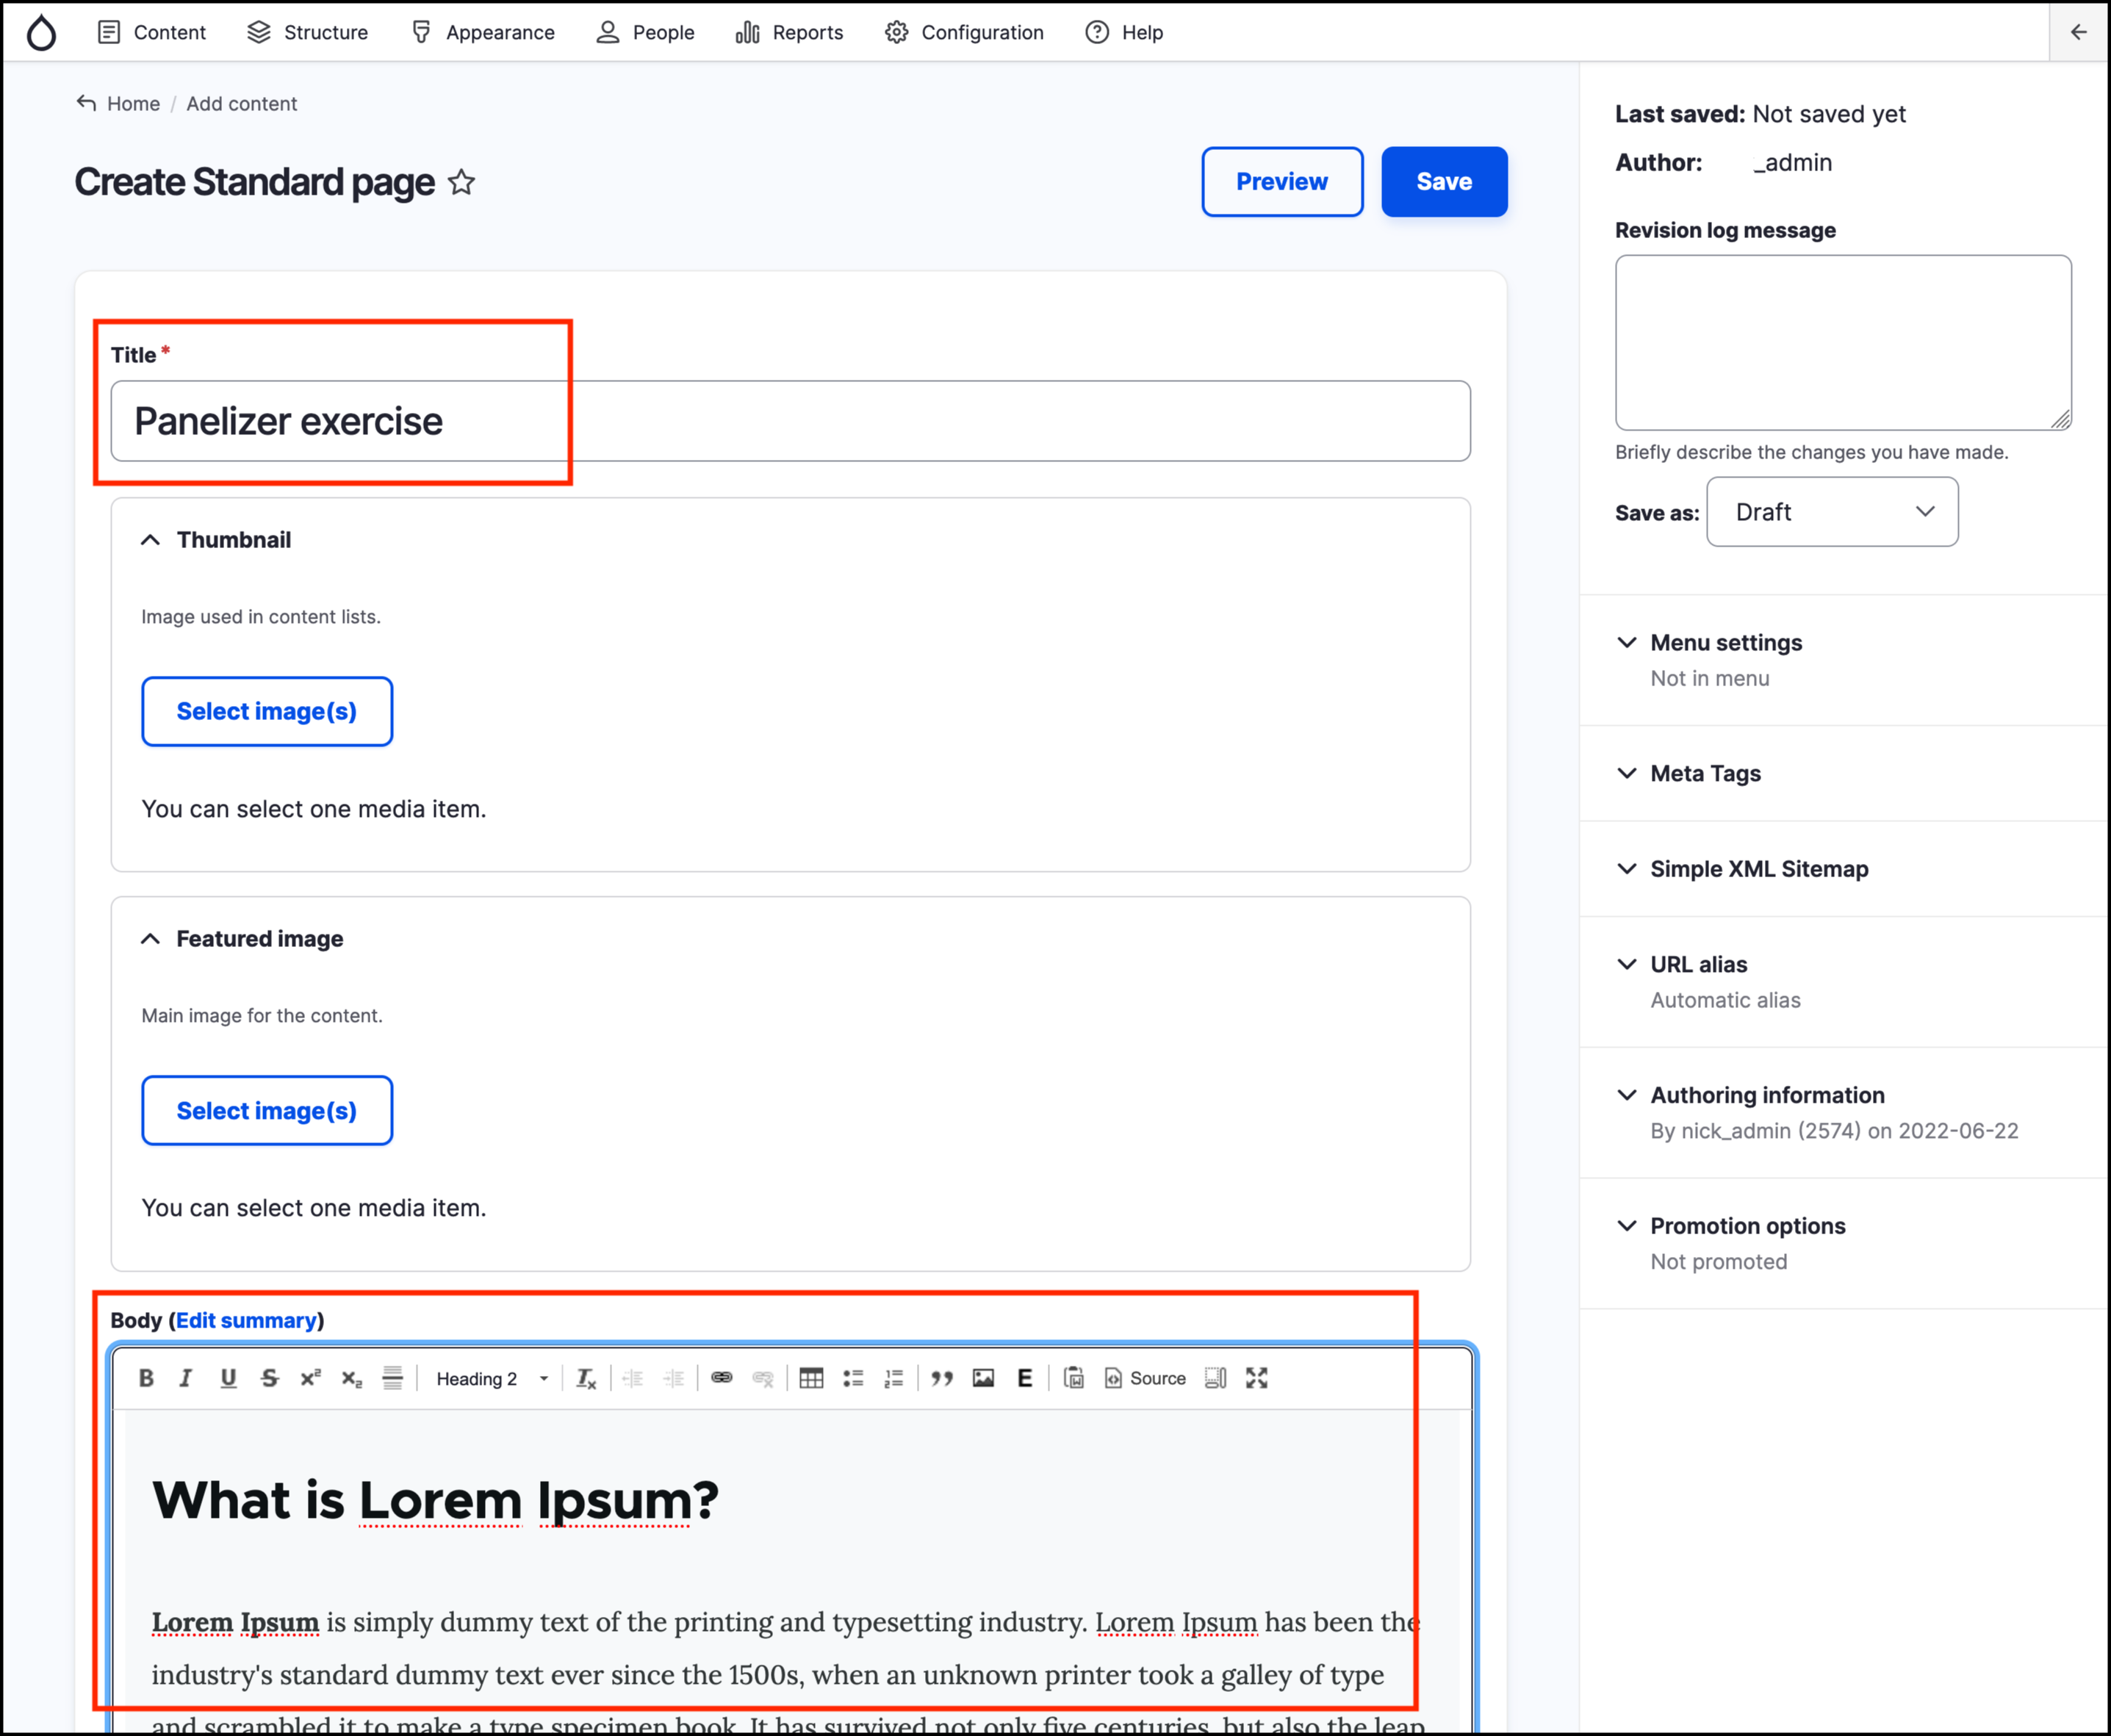 Content Structure Appearance People Reports Configuration Help
Home / Add content
Create Standard page
Preview Save
Title *
Panelizer exercise
Thumbnail
Image used in content lists.
Select image(s)
You can select one media item.
Featured image
Main image for the content.
Select image(s)
You can select one media item.
Body (Edit summary)
B I U S x² x₂ Heading 2 Tx E Source
What is Lorem Ipsum?
Lorem Ipsum is simply dummy text of the printing and typesetting industry. Lorem Ipsum has been the
industry's standard dummy text ever since the 1500s, when an unknown printer took a galley of type
and scrambled it to make a type specimen book. It has survived not only five centuries, but also the leap
Last saved: Not saved yet
Author: _admin
Revision log message
Briefly describe the changes you have made.
Save as: Draft
Menu settings
Not in menu
Meta Tags
Simple XML Sitemap
URL alias
Automatic alias
Authoring information
By nick_admin (2574) on 2022-06-22
Promotion options
Not promoted